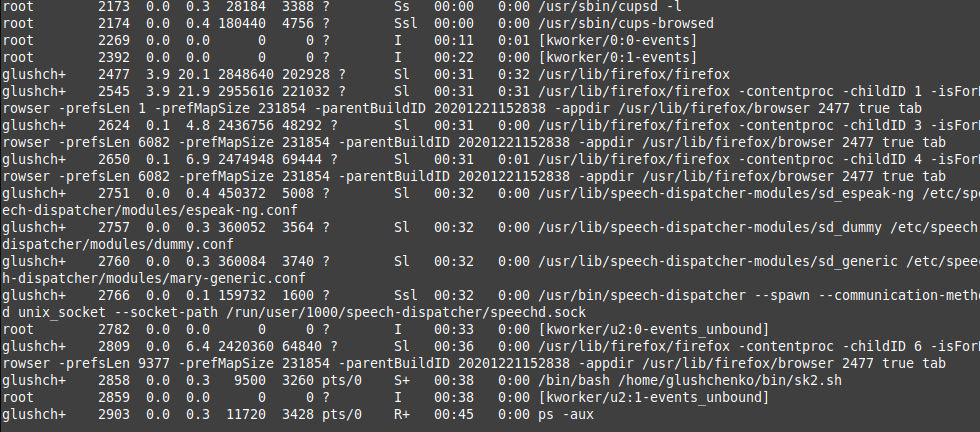 root 2173 0.0 0.3 28184 3388 ? Ss 00:00 0:00 /usr/sbin/cupsd -l
root 2174 0.0 0.4 180440 4756 ? Ssl 00:00 0:00 /usr/sbin/cups-browsed
root 2269 0.0 0.0 0 0 ? I 00:11 0:01 [kworker/0:0-events]
root 2392 0.0 0.0 0 0 ? I 00:22 0:00 [kworker/0:1-events]
glushch+ 2477 3.9 20.1 2848640 202928 ? Sl 00:31 0:32 /usr/lib/firefox/firefox
glushch+ 2545 3.9 21.9 2955616 221032 ? Sl 00:31 0:31 /usr/lib/firefox/firefox -contentproc -childID 1 -isFor
rowser -prefsLen 1 -prefMapSize 231854 -parentBuildID 20201221152838 -appdir /usr/lib/firefox/browser 2477 true tab
glushch+ 2624 0.1 4.8 2436756 48292 ? Sl 00:31 0:00 /usr/lib/firefox/firefox -contentproc -childID 3 -isFor
rowser -prefsLen 6082 -prefMapSize 231854 -parentBuildID 20201221152838 -appdir /usr/lib/firefox/browser 2477 true tab
glushch+ 2650 0.1 6.9 2474948 69444 ? Sl 00:31 0:01 /usr/lib/firefox/firefox -contentproc -childID 4 -isFor
rowser -prefsLen 6082 -prefMapSize 231854 -parentBuildID 20201221152838 -appdir /usr/lib/firefox/browser 2477 true tab
glushch+ 2751 0.0 0.4 450372 5008 ? Sl 00:32 0:00 /usr/lib/speech-dispatcher-modules/sd_espeak-ng /etc/sp
ech-dispatcher/modules/espeak-ng.conf
glushch+ 2757 0.0 0.3 360052 3564 ? Sl 00:32 0:00 /usr/lib/speech-dispatcher-modules/sd_dummy /etc/speech
dispatcher/modules/dummy.conf
glushch+ 2760 0.0 0.3 360084 3740 ? Sl 00:32 0:00 /usr/lib/speech-dispatcher-modules/sd_generic /etc/speec
h-dispatcher/modules/mary-generic.conf
glushch+ 2766 0.0 0.1 159732 1600 ? Ssl 00:32 0:00 /usr/bin/speech-dispatcher --spawn --communication-metho
d unix_socket --socket-path /run/user/1000/speech-dispatcher/speechd.sock
root 2782 0.0 0.0 0 0 ? I 00:33 0:00 [kworker/u2:0-events_unbound]
glushch+ 2809 0.0 6.4 2420360 64840 ? Sl 00:36 0:00 /usr/lib/firefox/firefox -contentproc -childID 6 -isFor
rowser -prefsLen 9377 -prefMapSize 231854 -parentBuildID 20201221152838 -appdir /usr/lib/firefox/browser 2477 true tab
glushch+ 2858 0.0 0.3 9500 3260 pts/0 S+ 00:38 0:00 /bin/bash /home/glushchenko/bin/sk2.sh
root 2859 0.0 0.0 0 0 ? I 00:38 0:00 [kworker/u2:1-events_unbound]
glushch+ 2903 0.0 0.3 11720 3428 pts/0 R+ 00:45 0:00 ps -aux